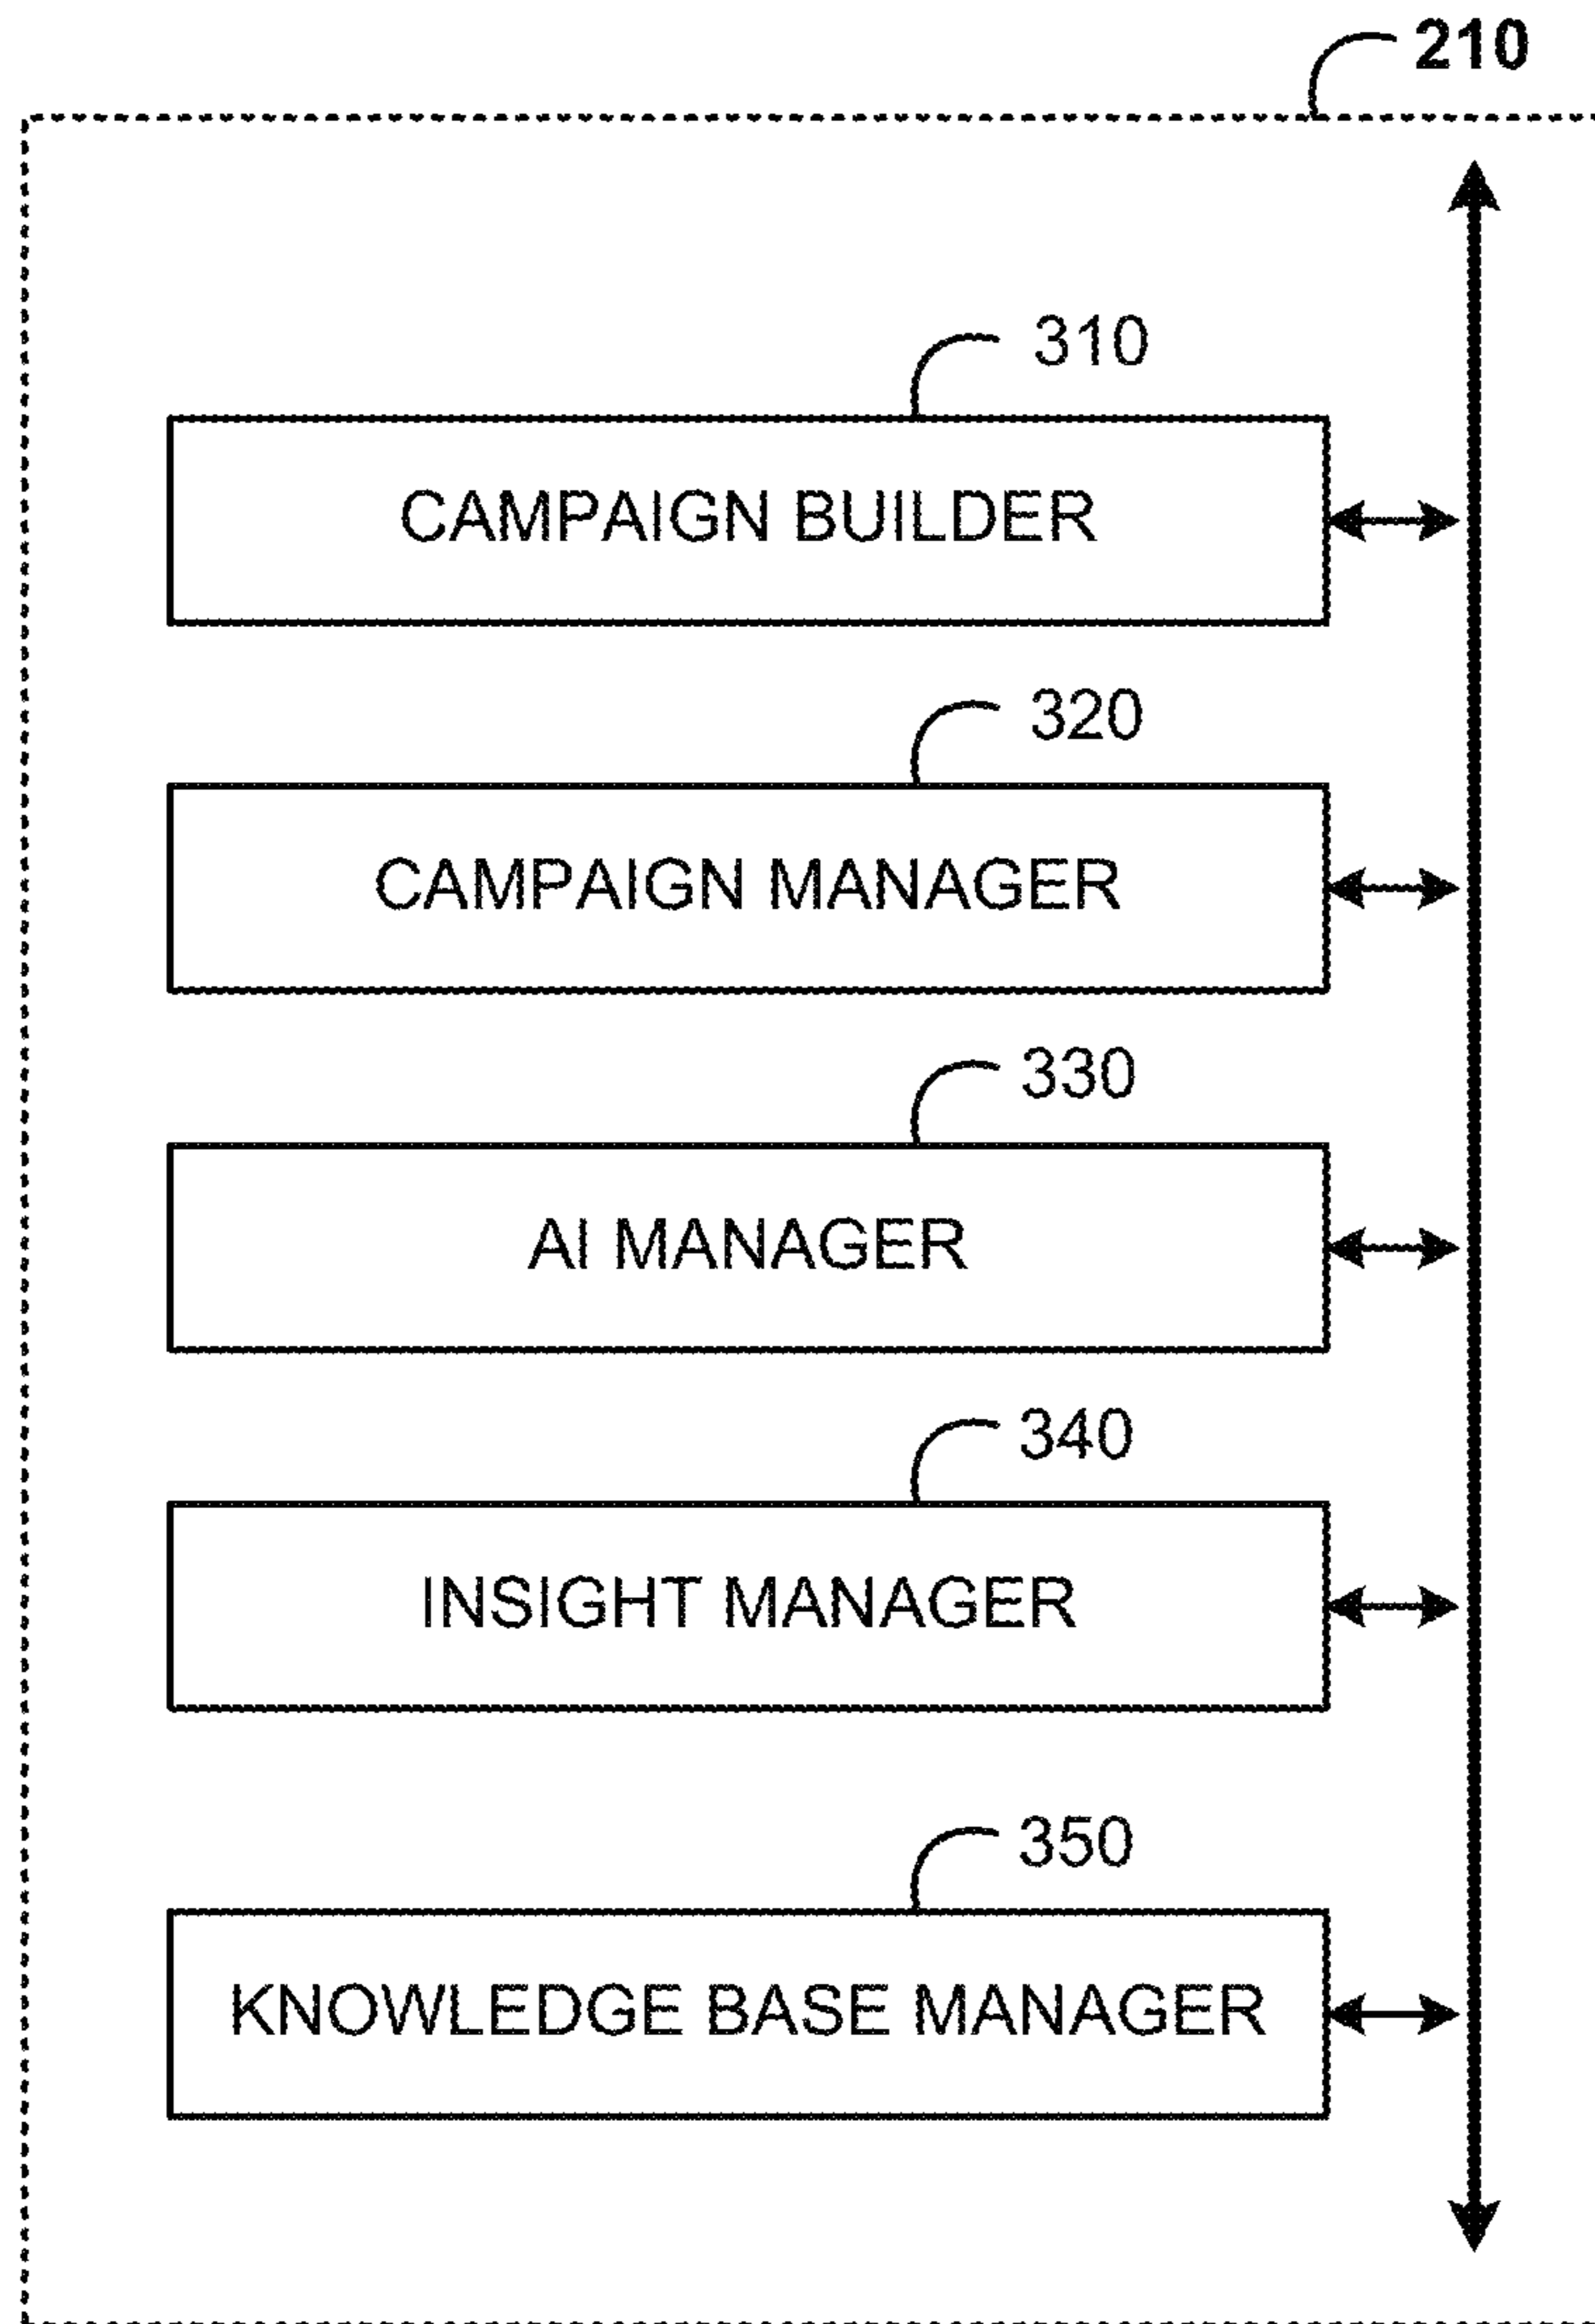 210
310
CAMPAIGN BUILDER
320
CAMPAIGN MANAGER
330
AI MANAGER
340
INSIGHT MANAGER
350
KNOWLEDGE BASE MANAGER